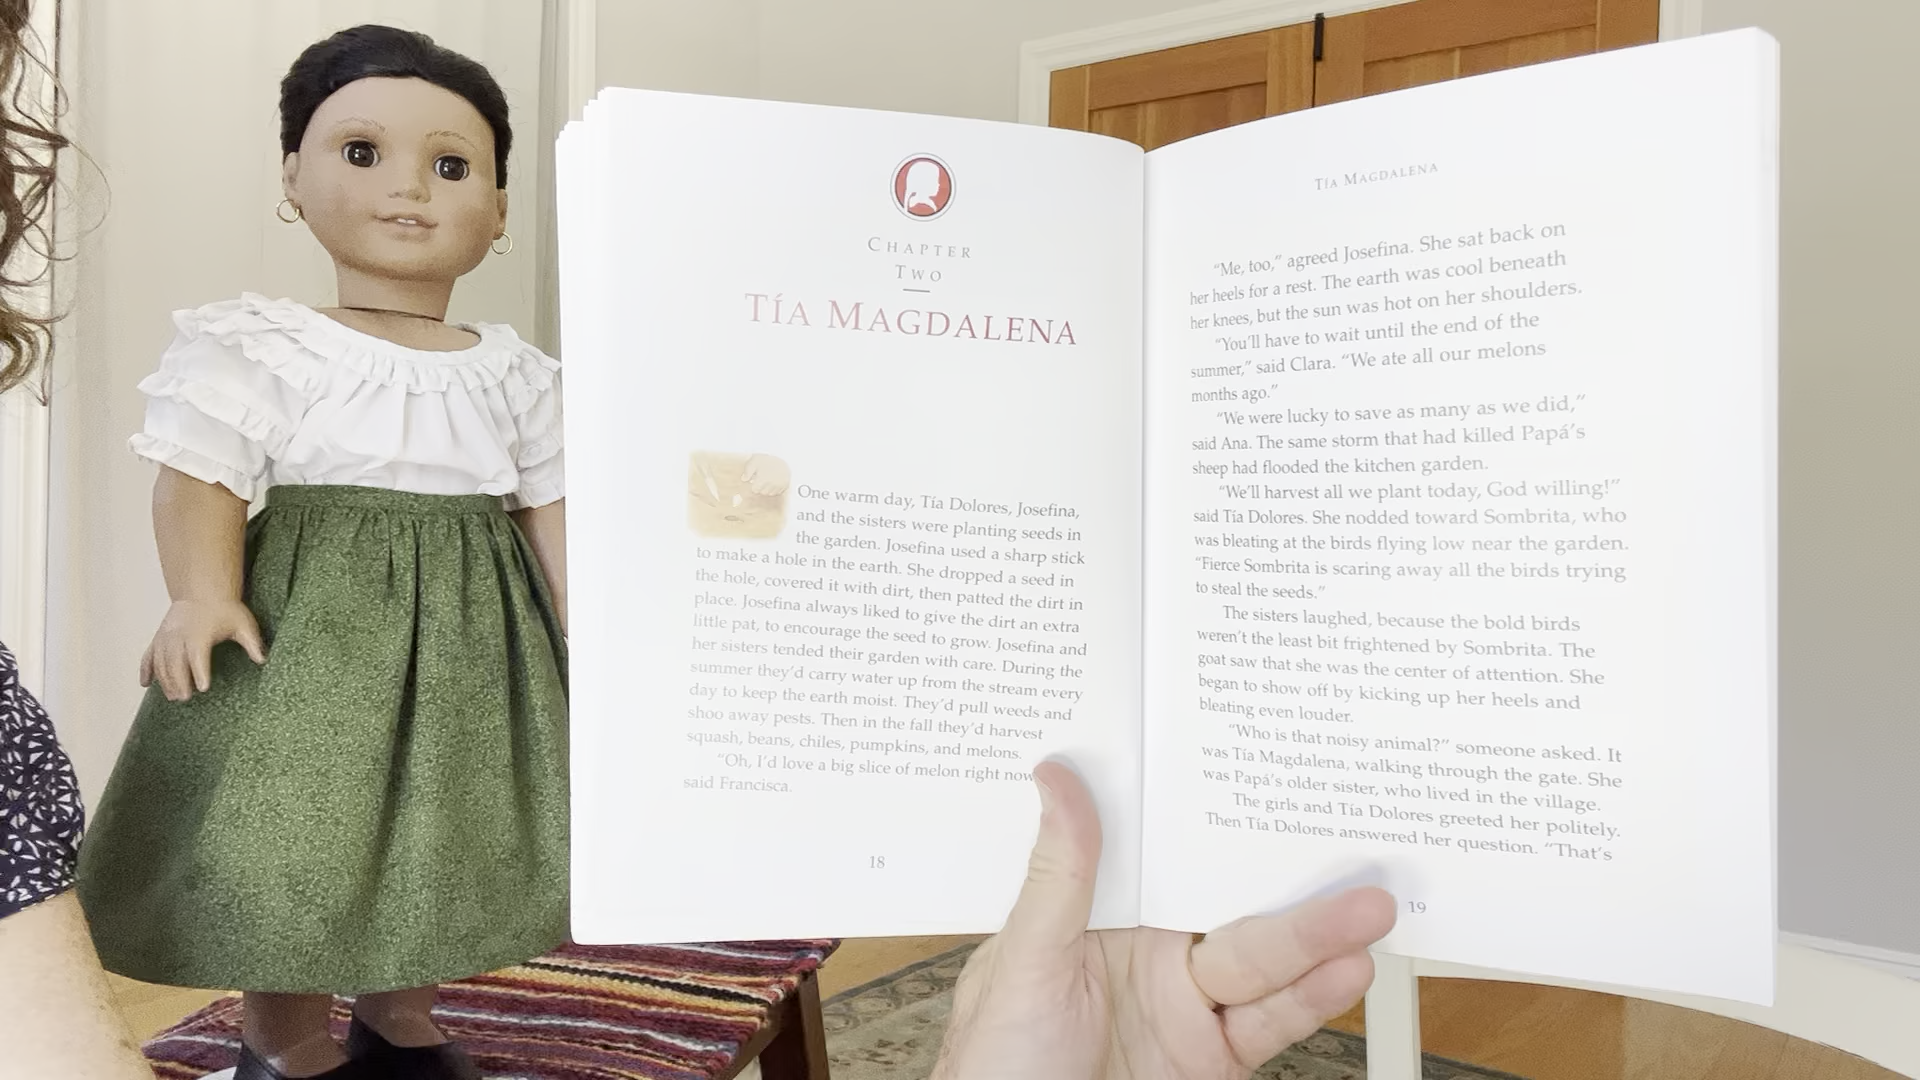 CHAPTER
TWO
TÍA MAGDALENA
One warm day, Tía Dolores, Josefina,
and the sisters were planting seeds in
the garden. Josefina used a sharp stick
to make a hole in the earth. She dropped a seed in
the hole, covered it with dirt, then patted the dirt in
place. Josefina always liked to give the dirt an extra
little pat, to encourage the seed to grow. Josefina and
her sisters tended their garden with care. During the
summer they'd carry water up from the stream every
day to keep the earth moist. They'd pull weeds and
shoo away pests. Then in the fall they'd harvest
squash, beans, chiles, pumpkins, and melons.
“Oh, I'd love a big slice of melon right now
said Francisca.
18
TÍA MAGDALENA
“Me, too,” agreed Josefina. She sat back on
her heels for a rest. The earth was cool beneath
her knees, but the sun was hot on her shoulders.
“You'll have to wait until the end of the
summer,” said Clara. “We ate all our melons
months ago.”
“We were lucky to save as many as we did,”
said Ana. The same storm that had killed Papá's
sheep had flooded the kitchen garden.
“We'll harvest all we plant today, God willing!”
said Tía Dolores. She nodded toward Sombrita, who
was bleating at the birds flying low near the garden.
“Fierce Sombrita is scaring away all the birds trying
to steal the seeds.”
The sisters laughed, because the bold birds
weren't the least bit frightened by Sombrita. The
goat saw that she was the center of attention. She
began to show off by kicking up her heels and
bleating even louder.
“Who is that noisy animal?” someone asked. It
was Tía Magdalena, walking through the gate. She
was Papá's older sister, who lived in the village.
The girls and Tía Dolores greeted her politely.
Then Tía Dolores answered her question. “That's
19